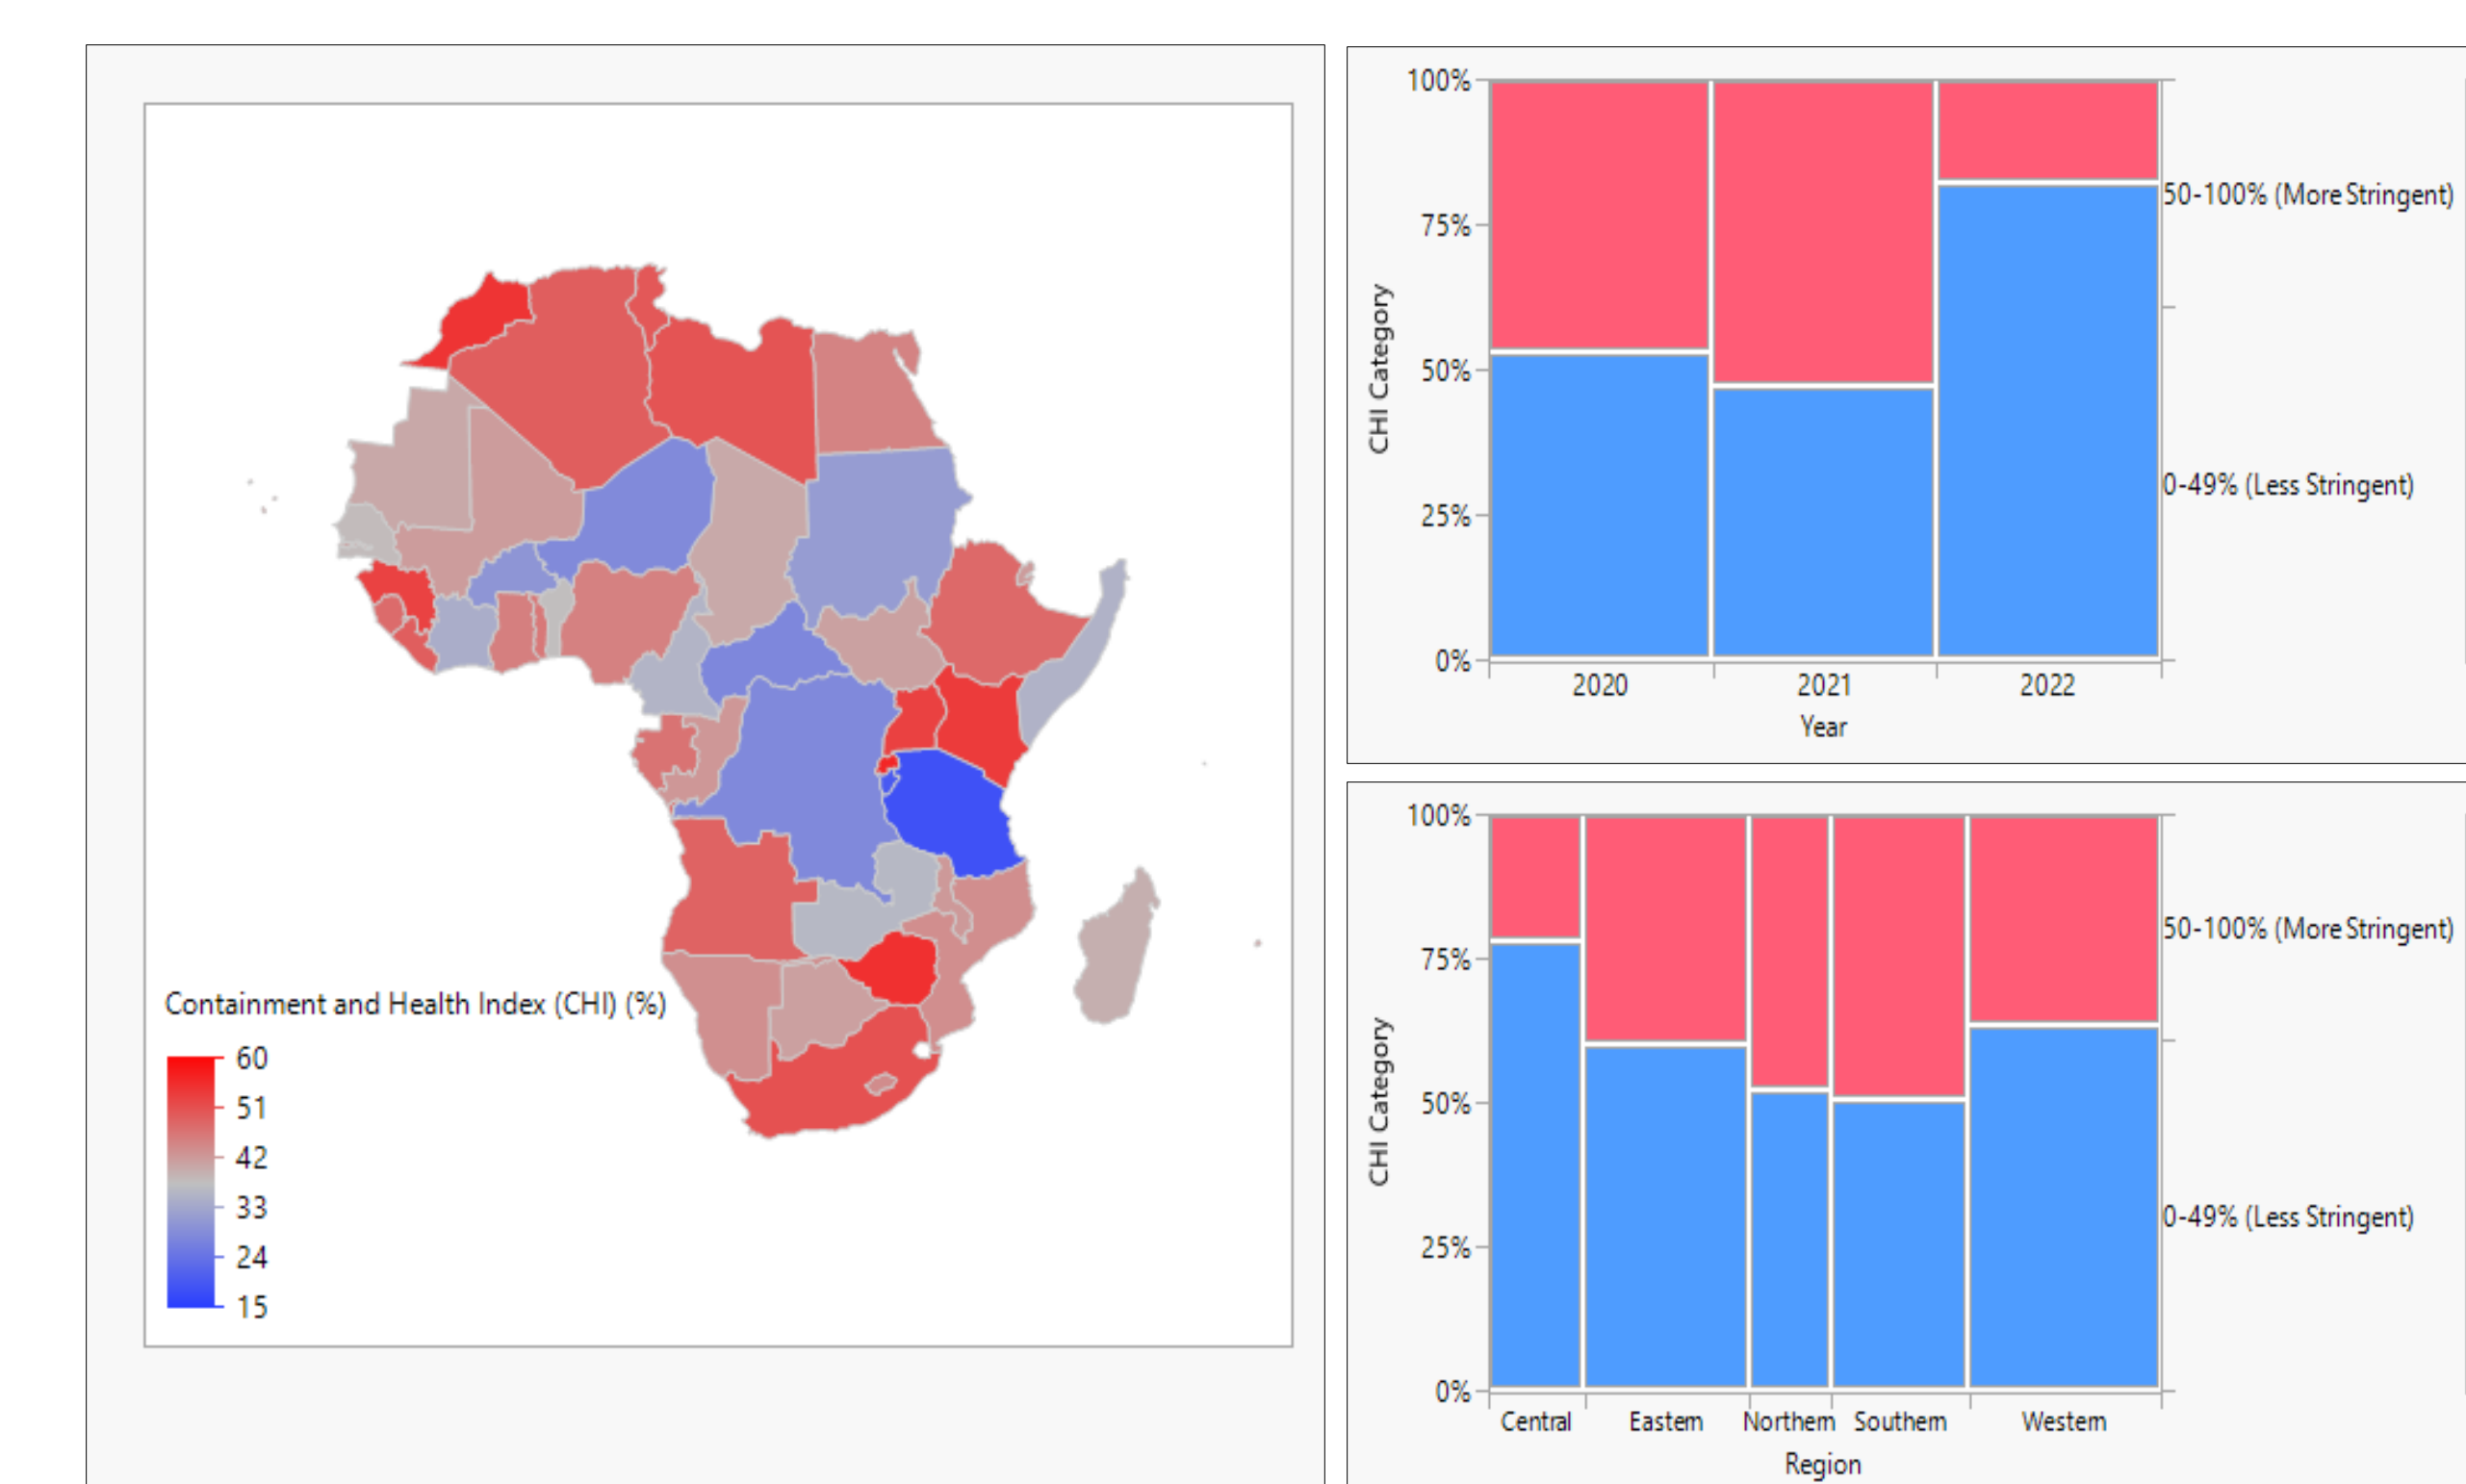 Containment and Health Index (CHI) (%)
60
51
42
33
24
15
100%
75%
50%
25%
0%
CHI Category
2020
2021
2022
Year
50-100% (More Stringent)
0-49% (Less Stringent)
100%
75%
50%
25%
0%
CHI Category
Central
Eastern
Northern
Southern
Western
Region
50-100% (More Stringent)
0-49% (Less Stringent)